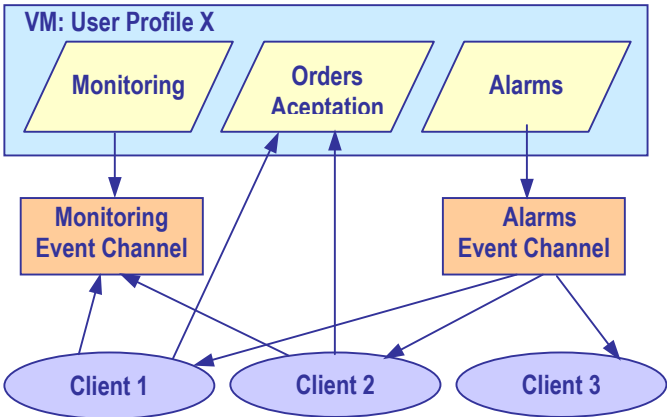 VM: User Profile X
Monitoring
Orders
Aceptation
Alarms
Monitoring
Event Channel
Alarms
Event Channel
Client 1
Client 2
Client 3